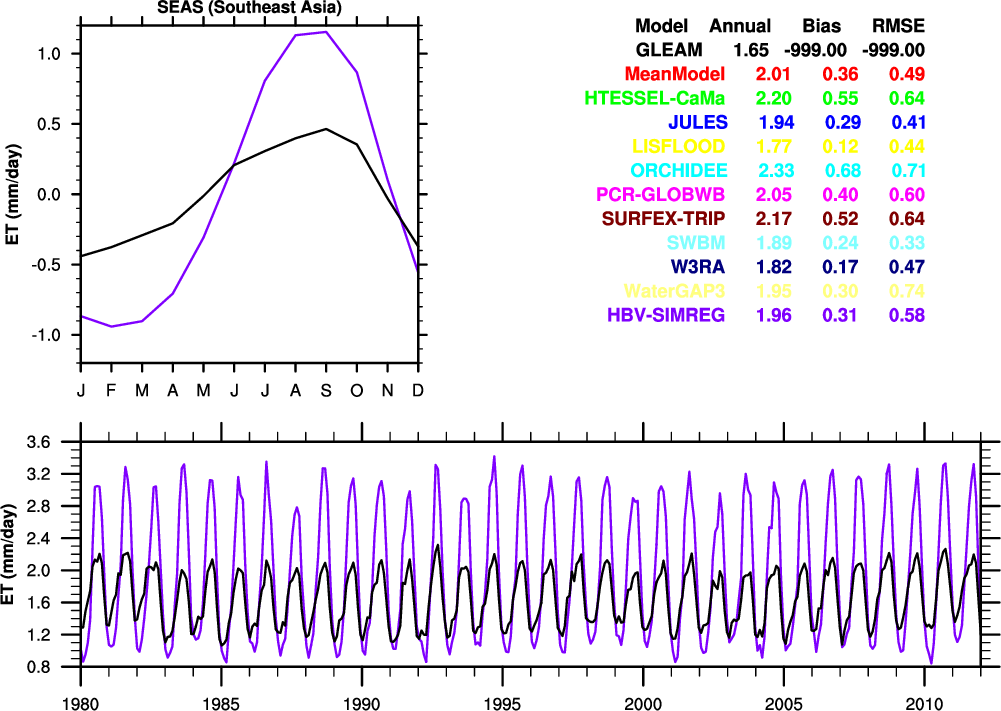 SEAS (Southeast Asia)
ET (mm/day)
1.0
0.5
0.0
-0.5
-1.0
J F M A M J J A S O N D
Model Annual Bias RMSE
GLEAM 1.65 -999.00 -999.00
MeanModel 2.01 0.36 0.49
HTESSEL-CaMa 2.20 0.55 0.64
JULES 1.94 0.29 0.41
LISFLOOD 1.77 0.12 0.44
ORCHIDEE 2.33 0.68 0.71
PCR-GLOBWB 2.05 0.40 0.60
SURFEX-TRIP 2.17 0.52 0.64
SWBM 1.89 0.24 0.33
W3RA 1.82 0.17 0.47
WaterGAP3 1.95 0.30 0.74
HBV-SIMREG 1.96 0.31 0.58
ET (mm/day)
3.6
3.2
2.8
2.4
2.0
1.6
1.2
0.8
1980 1985 1990 1995 2000 2005 2010